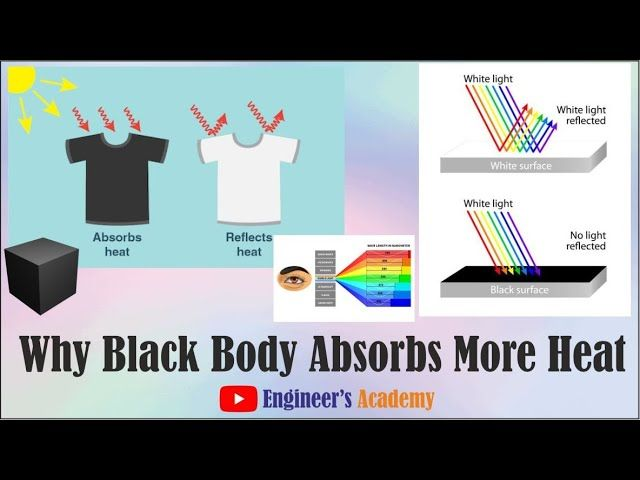 Absorbs
heat
Reflects
heat
White light
White light
reflected
White surface
White light
No light
reflected
Black surface
Why Black Body Absorbs More Heat
Engineer's Academy